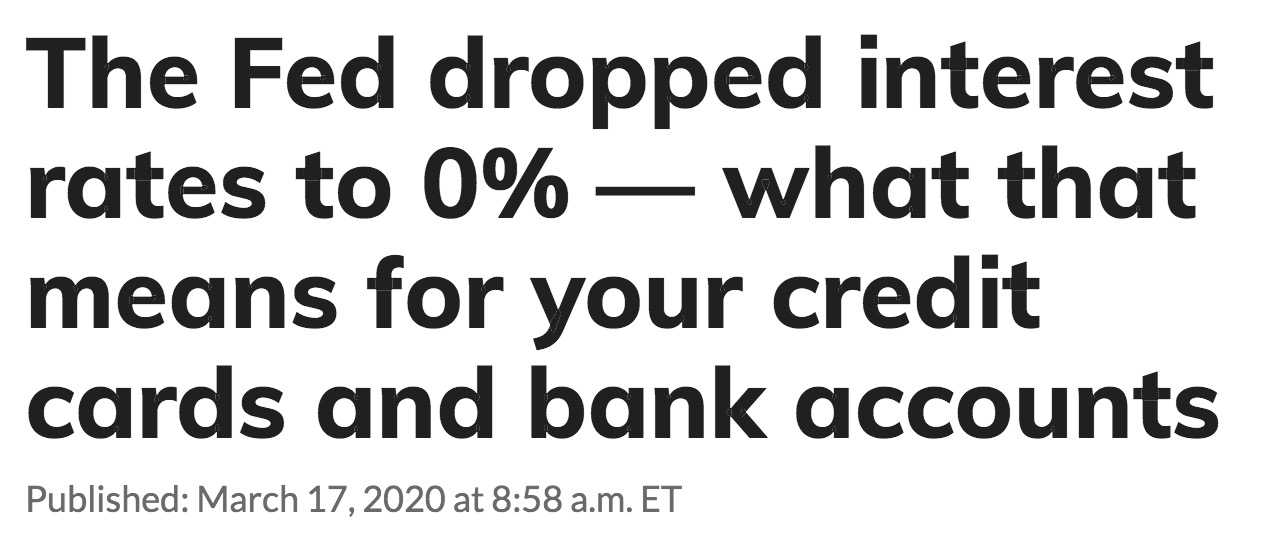 The Fed dropped interest
rates to 0% — what that
means for your credit
cards and bank accounts
Published: March 17, 2020 at 8:58 a.m. ET